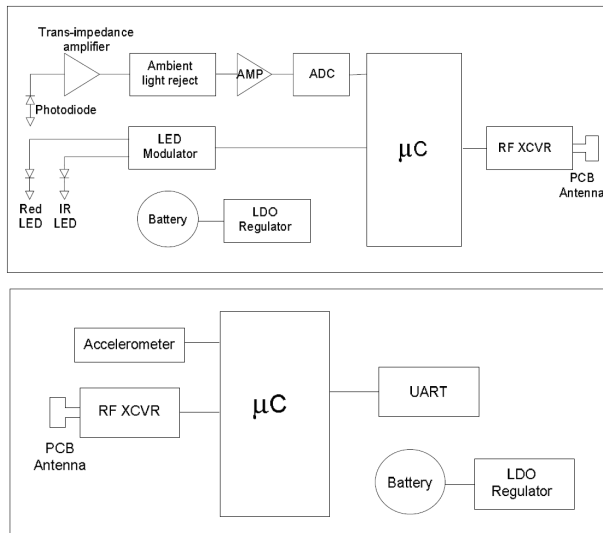 Trans-impedance
amplifier
Ambient
light reject
AMP
ADC
Photodiode
LED
Modulator
μC
RF XCVR
PCB
Antenna
Red
LED
IR
LED
Battery
LDO
Regulator
Accelerometer
RF XCVR
PCB
Antenna
μC
UART
Battery
LDO
Regulator